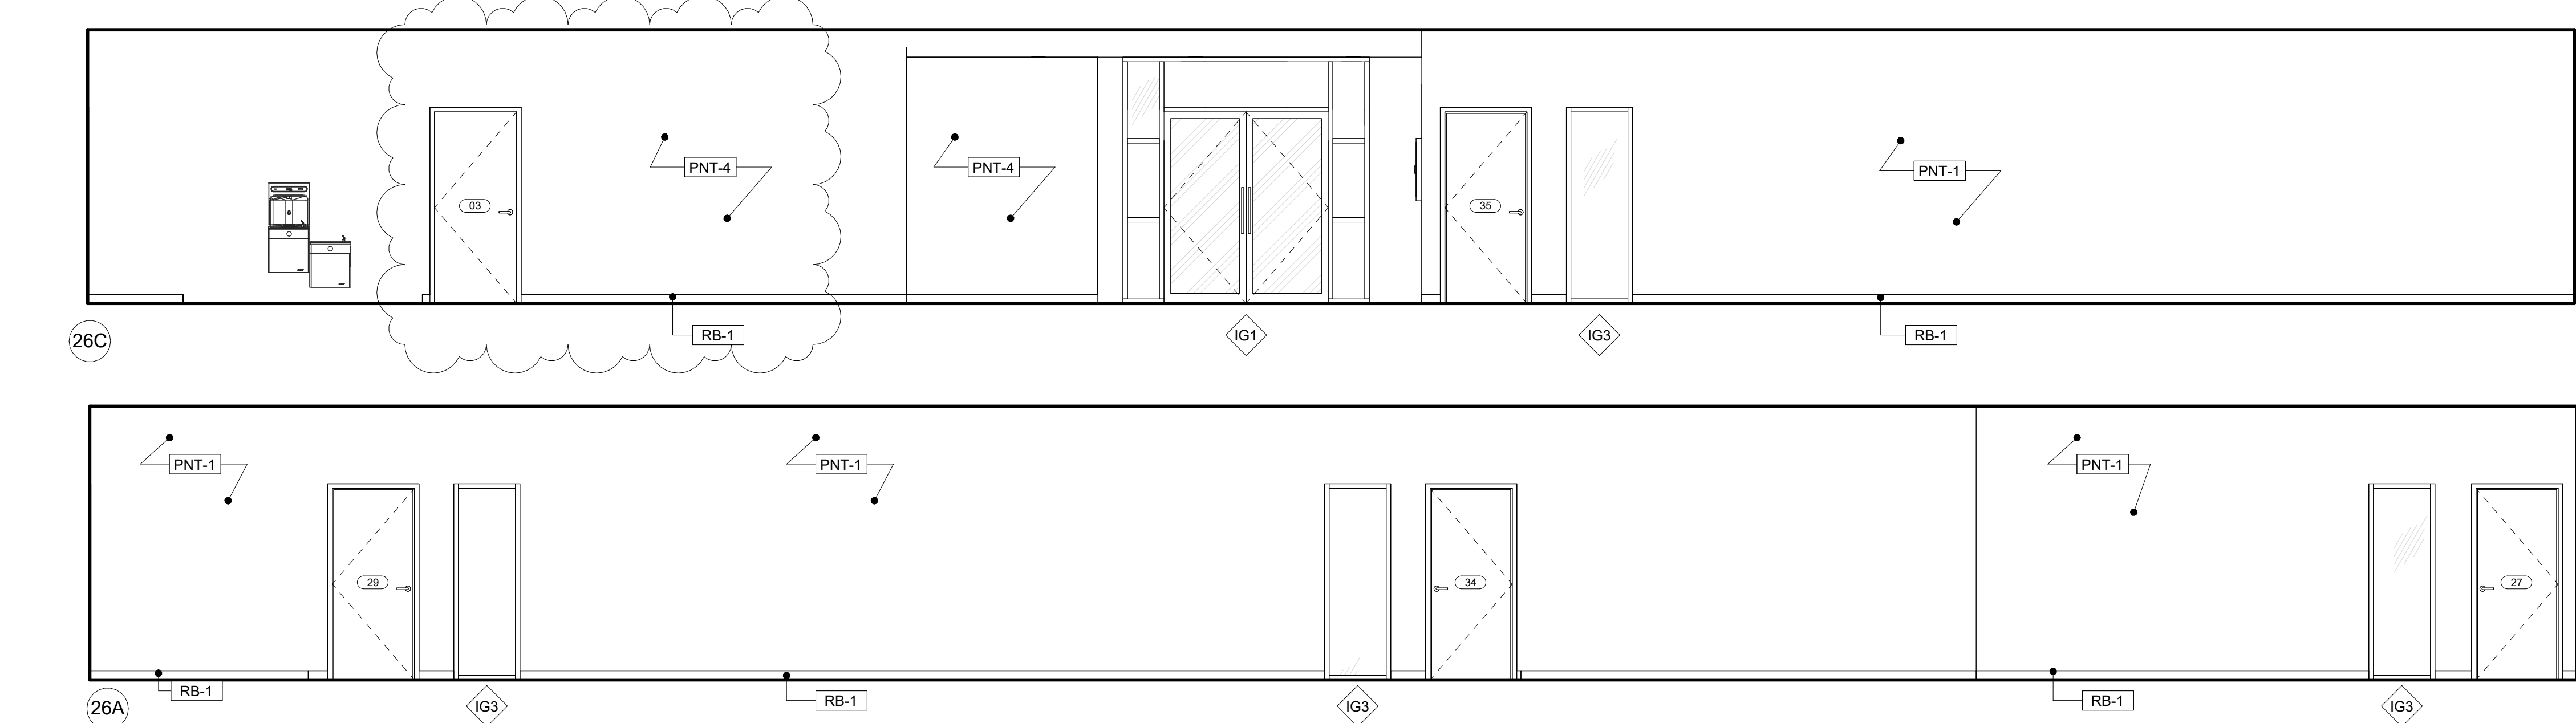 PNT-4
PNT-4
PNT-1
03
35
RB-1
IG1
IG3
RB-1
26C
PNT-1
PNT-1
PNT-1
29
34
27
RB-1
RB-1
RB-1
26A
IG3
IG3
IG3